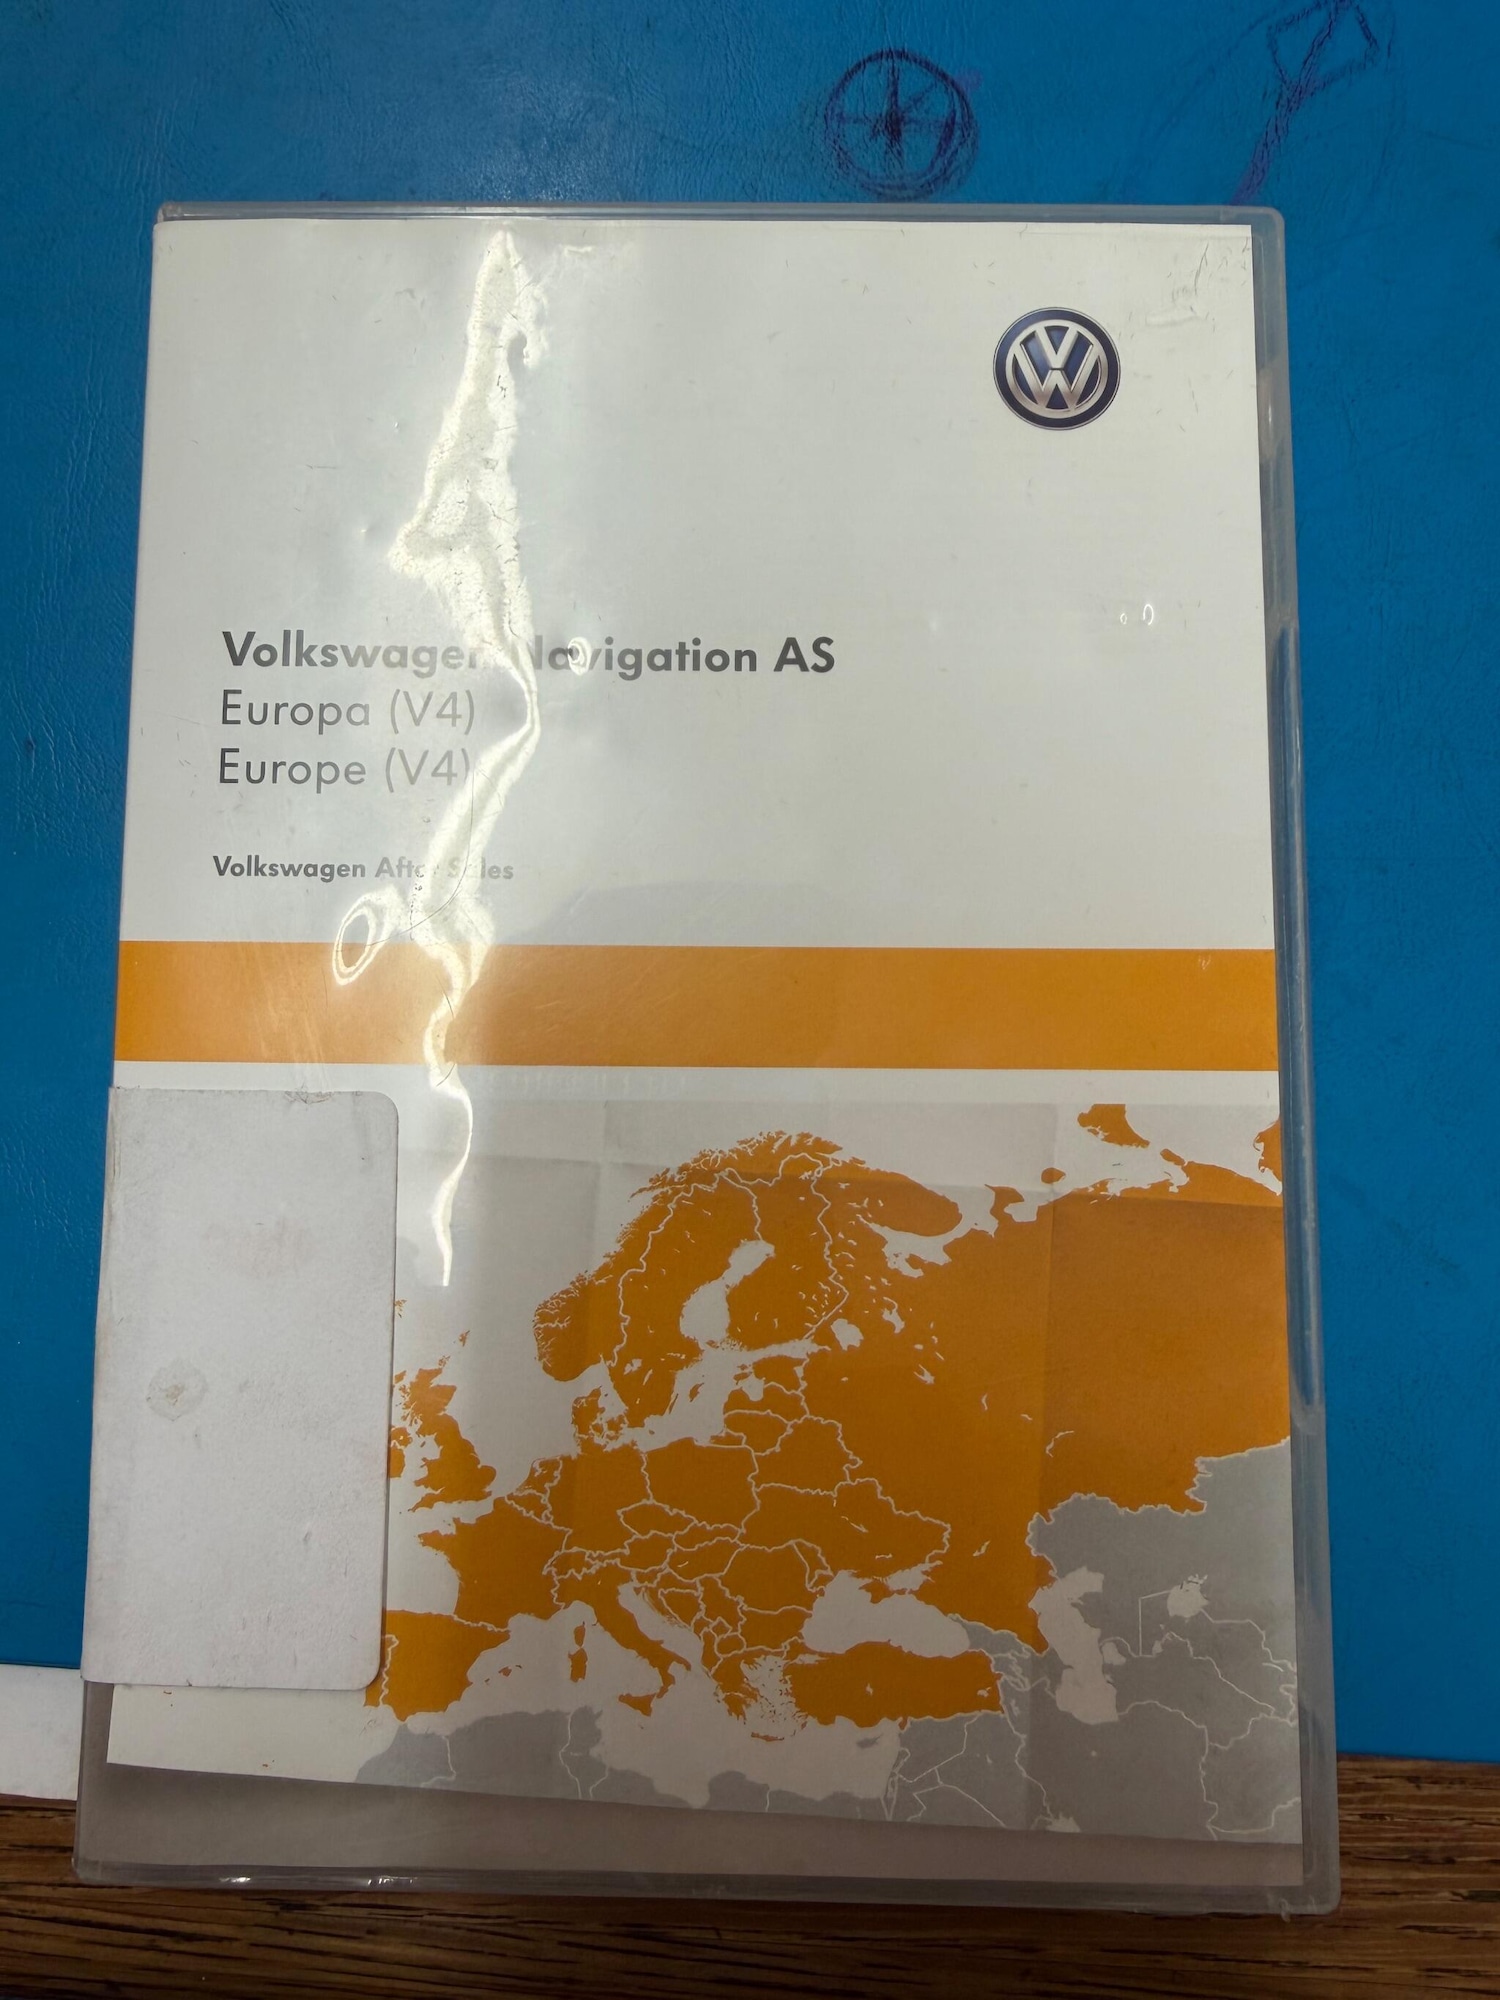 Volkswagen Navigation AS
Europa (V4)
Europe (V4)
Volkswagen After Sales